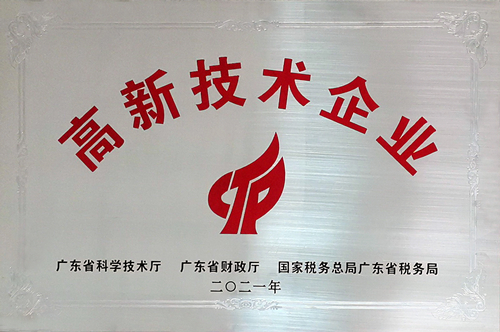 高新技术企业
广东省科学技术厅 广东省财政厅 国家税务总局广东省税务局
二〇二一年